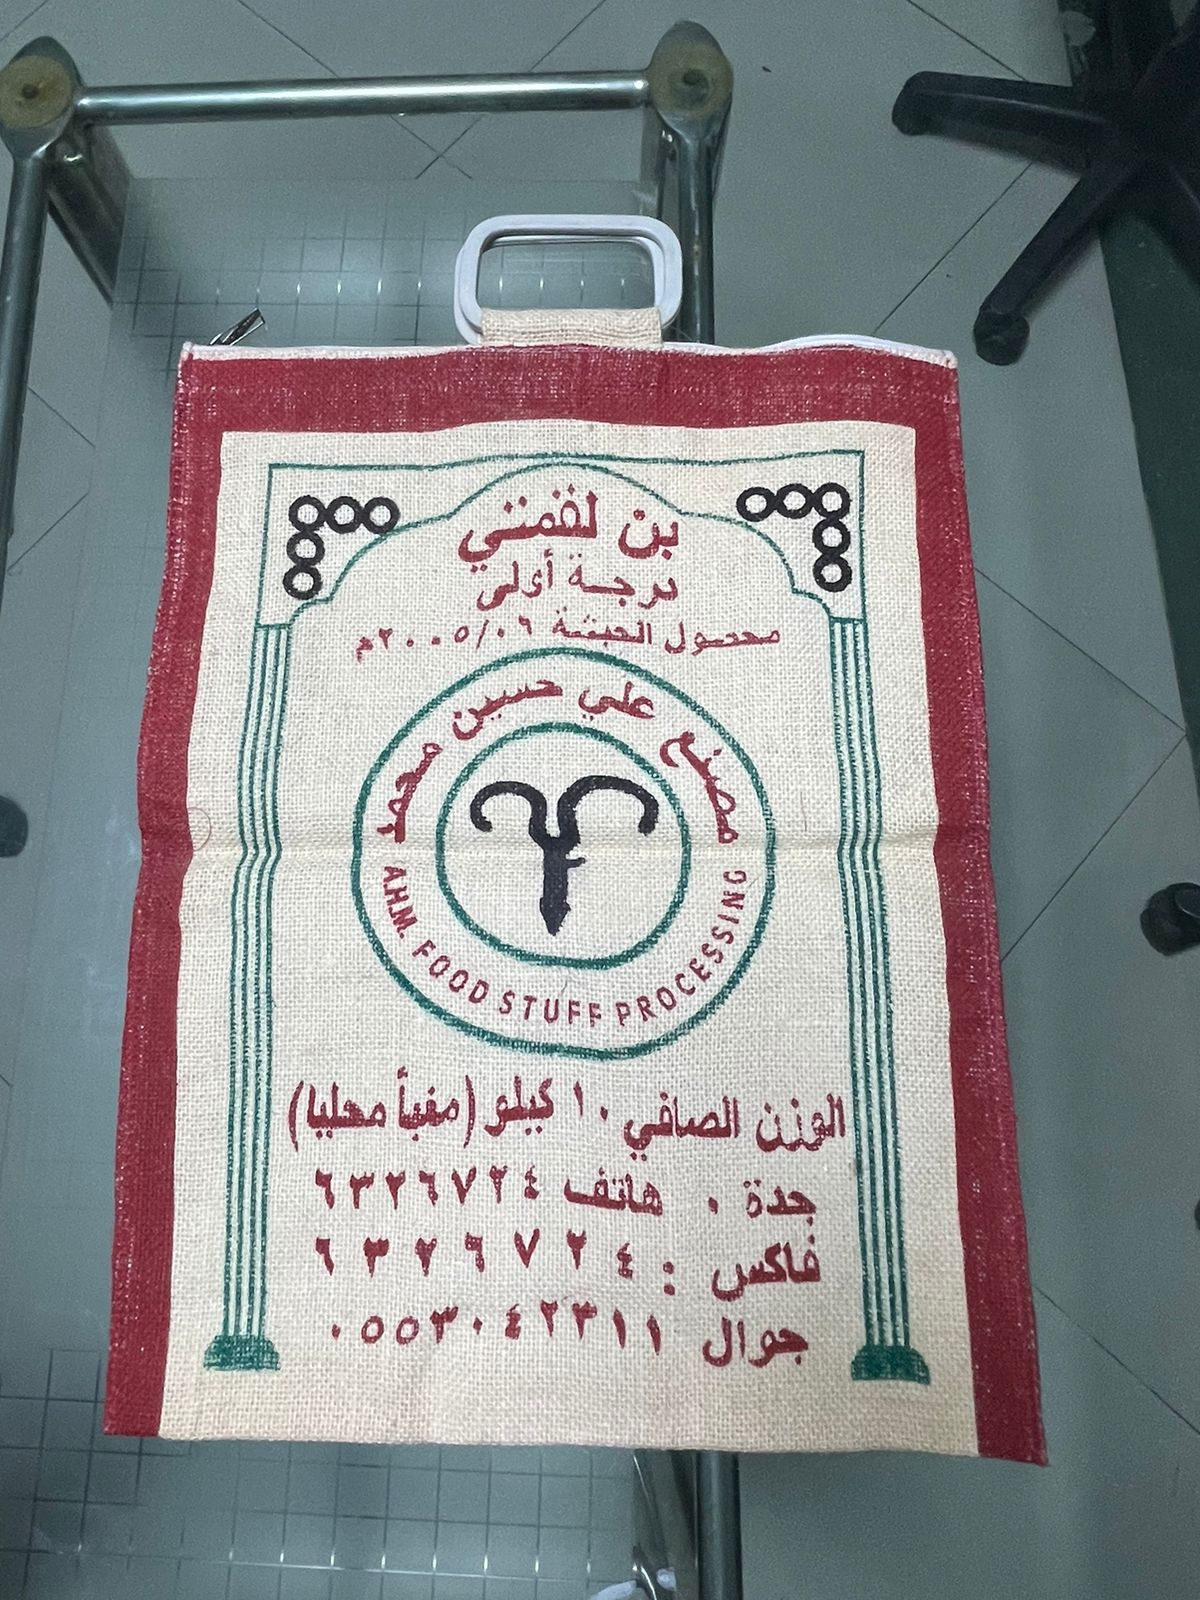 بن لقمتي
درجة أولى
محصول الحبشة ٢٠٠٥/٠٦م
مصنع علي حسين محمد
A.H.M. FOOD STUFF PROCESSING
الوزن الصافي ١٠ كيلو (معبأ محليا)
جدة . هاتف ٦٣٢٦٧٢٤
فاكس : ٦٣٢٦٧٢٤
جوال ٠٥٥٣٠٤٢٣١١